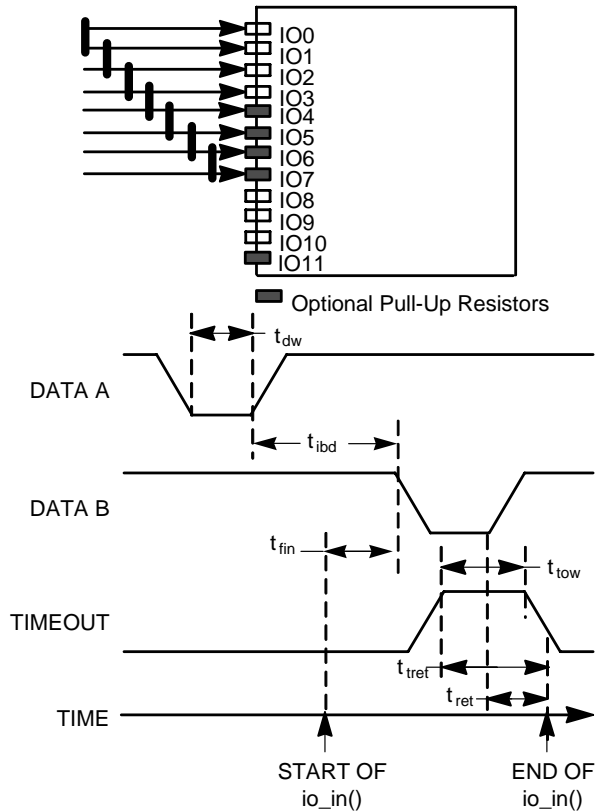 IO0
IO1
IO2
IO3
IO4
IO5
IO6
IO7
IO8
IO9
IO10
IO11
Optional Pull-Up Resistors
tdw
DATA A
tibd
DATA B
tfin
ttow
TIMEOUT
ttret
tret
TIME
START OF
io_in()
END OF
io_in()